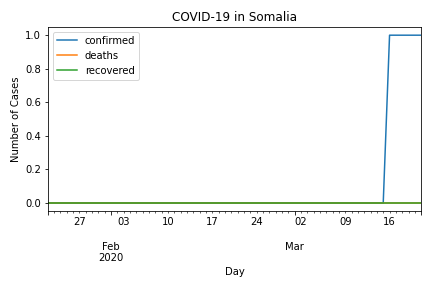 COVID-19 in Somalia
confirmed
deaths
recovered
Number of Cases
1.0
0.8
0.6
0.4
0.2
0.0
27 03 10 17 24 02 09 16
Feb Mar
2020
Day